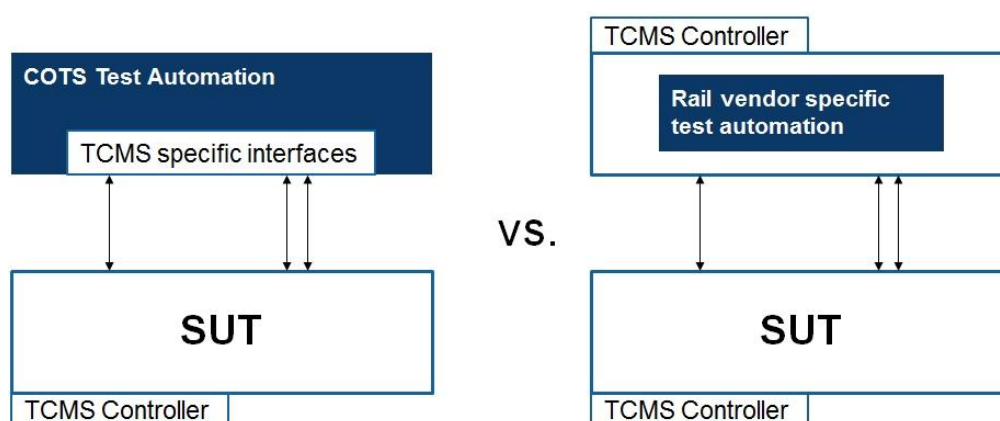 COTS Test Automation
TCMS specific interfaces
SUT
TCMS Controller
vs.
TCMS Controller
Rail vendor specific
test automation
SUT
TCMS Controller